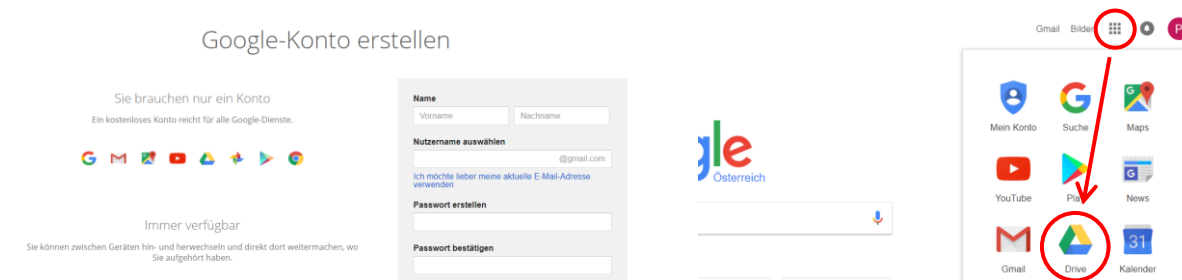 Google-Konto erstellen
Sie brauchen nur ein Konto
Ein kostenloses Konto reicht für alle Google-Dienste.
Immer verfügbar
Sie können zwischen Geräten hin- und herwechseln und direkt dort weitermachen, wo
Sie aufgehört haben.
Name
Vorname Nachname
Nutzername auswählen
@gmail.com
Ich möchte lieber meine aktuelle E-Mail-Adresse
verwenden
Passwort erstellen
Passwort bestätigen
gle
Österreich
Gmail Bilder P
Mein Konto Suche Maps
YouTube Play News
31
Gmail Drive Kalender